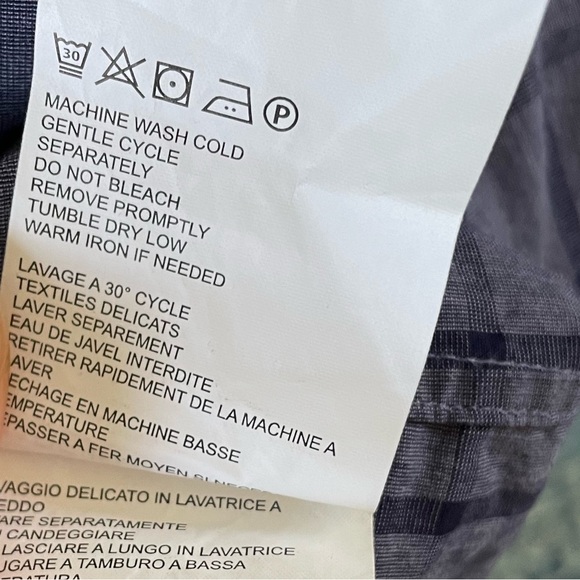 30 P
MACHINE WASH COLD
GENTLE CYCLE
SEPARATELY
DO NOT BLEACH
REMOVE PROMPTLY
TUMBLE DRY LOW
WARM IRON IF NEEDED
LAVAGE A 30° CYCLE
TEXTILES DELICATS
LAVER SEPAREMENT
EAU DE JAVEL INTERDITE
RETIRER RAPIDEMENT DE LA MACHINE A
AVER
ECHAGE EN MACHINE BASSE
EMPERATURE
EPASSER A FER MOYEN
VAGGIO DELICATO IN LAVATRICE A
EDDO
ARE SEPARATAMENTE
CANDEGGIARE
LASCIARE A LUNGO IN LAVATRICE
UGARE A TAMBURO A BASSA